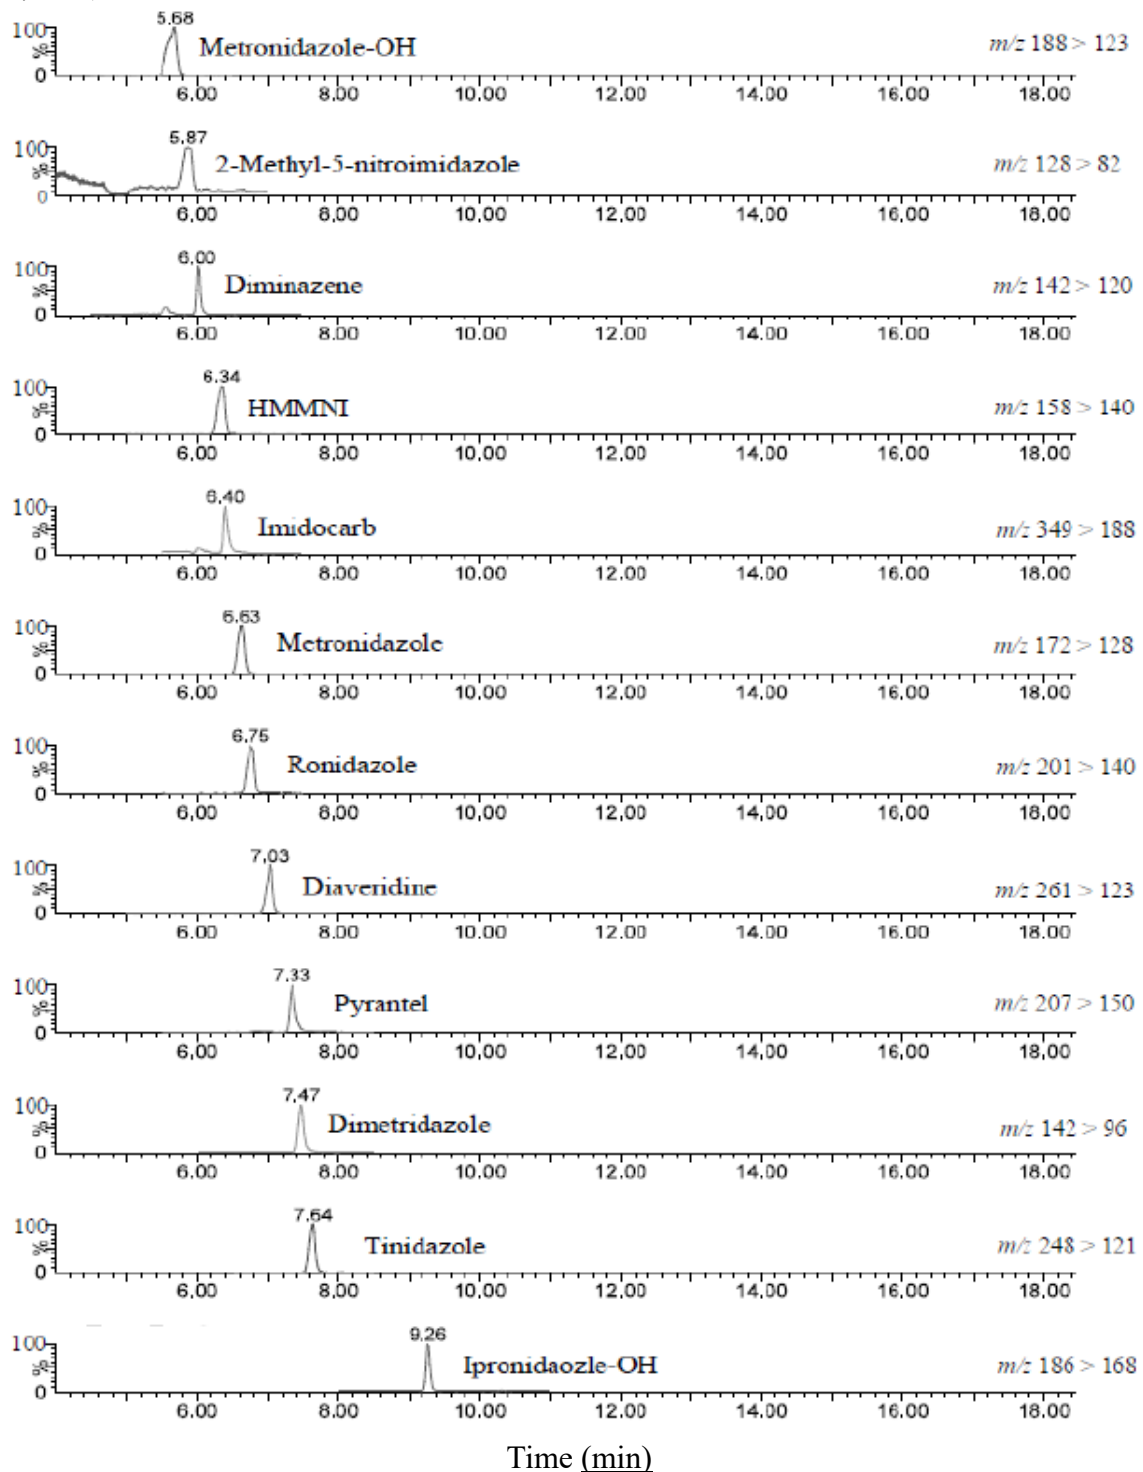 5.68
100 Metronidazole-OH m/z 188 > 123
%
0
6.00 8.00 10.00 12.00 14.00 16.00 18.00
5.87
100 2-Methyl-5-nitroimidazole m/z 128 > 82
%
0
6.00 8.00 10.00 12.00 14.00 16.00 18.00
6.00
100 Diminazene m/z 142 > 120
%
0
6.00 8.00 10.00 12.00 14.00 16.00 18.00
6.34
100 HMMNI m/z 158 > 140
%
0
6.00 8.00 10.00 12.00 14.00 16.00 18.00
6.40
100 Imidocarb m/z 349 > 188
%
0
6.00 8.00 10.00 12.00 14.00 16.00 18.00
6.63
100 Metronidazole m/z 172 > 128
%
0
6.00 8.00 10.00 12.00 14.00 16.00 18.00
6.75
100 Ronidazole m/z 201 > 140
%
0
6.00 8.00 10.00 12.00 14.00 16.00 18.00
7.03
100 Diaveridine m/z 261 > 123
%
0
6.00 8.00 10.00 12.00 14.00 16.00 18.00
7.33
100 Pyrantel m/z 207 > 150
%
0
6.00 8.00 10.00 12.00 14.00 16.00 18.00
7.47
100 Dimetridazole m/z 142 > 96
%
0
6.00 8.00 10.00 12.00 14.00 16.00 18.00
7.64
100 Tinidazole m/z 248 > 121
%
0
6.00 8.00 10.00 12.00 14.00 16.00 18.00
9.26
100 Ipronidaozle-OH m/z 186 > 168
%
0
6.00 8.00 10.00 12.00 14.00 16.00 18.00
Time (min)